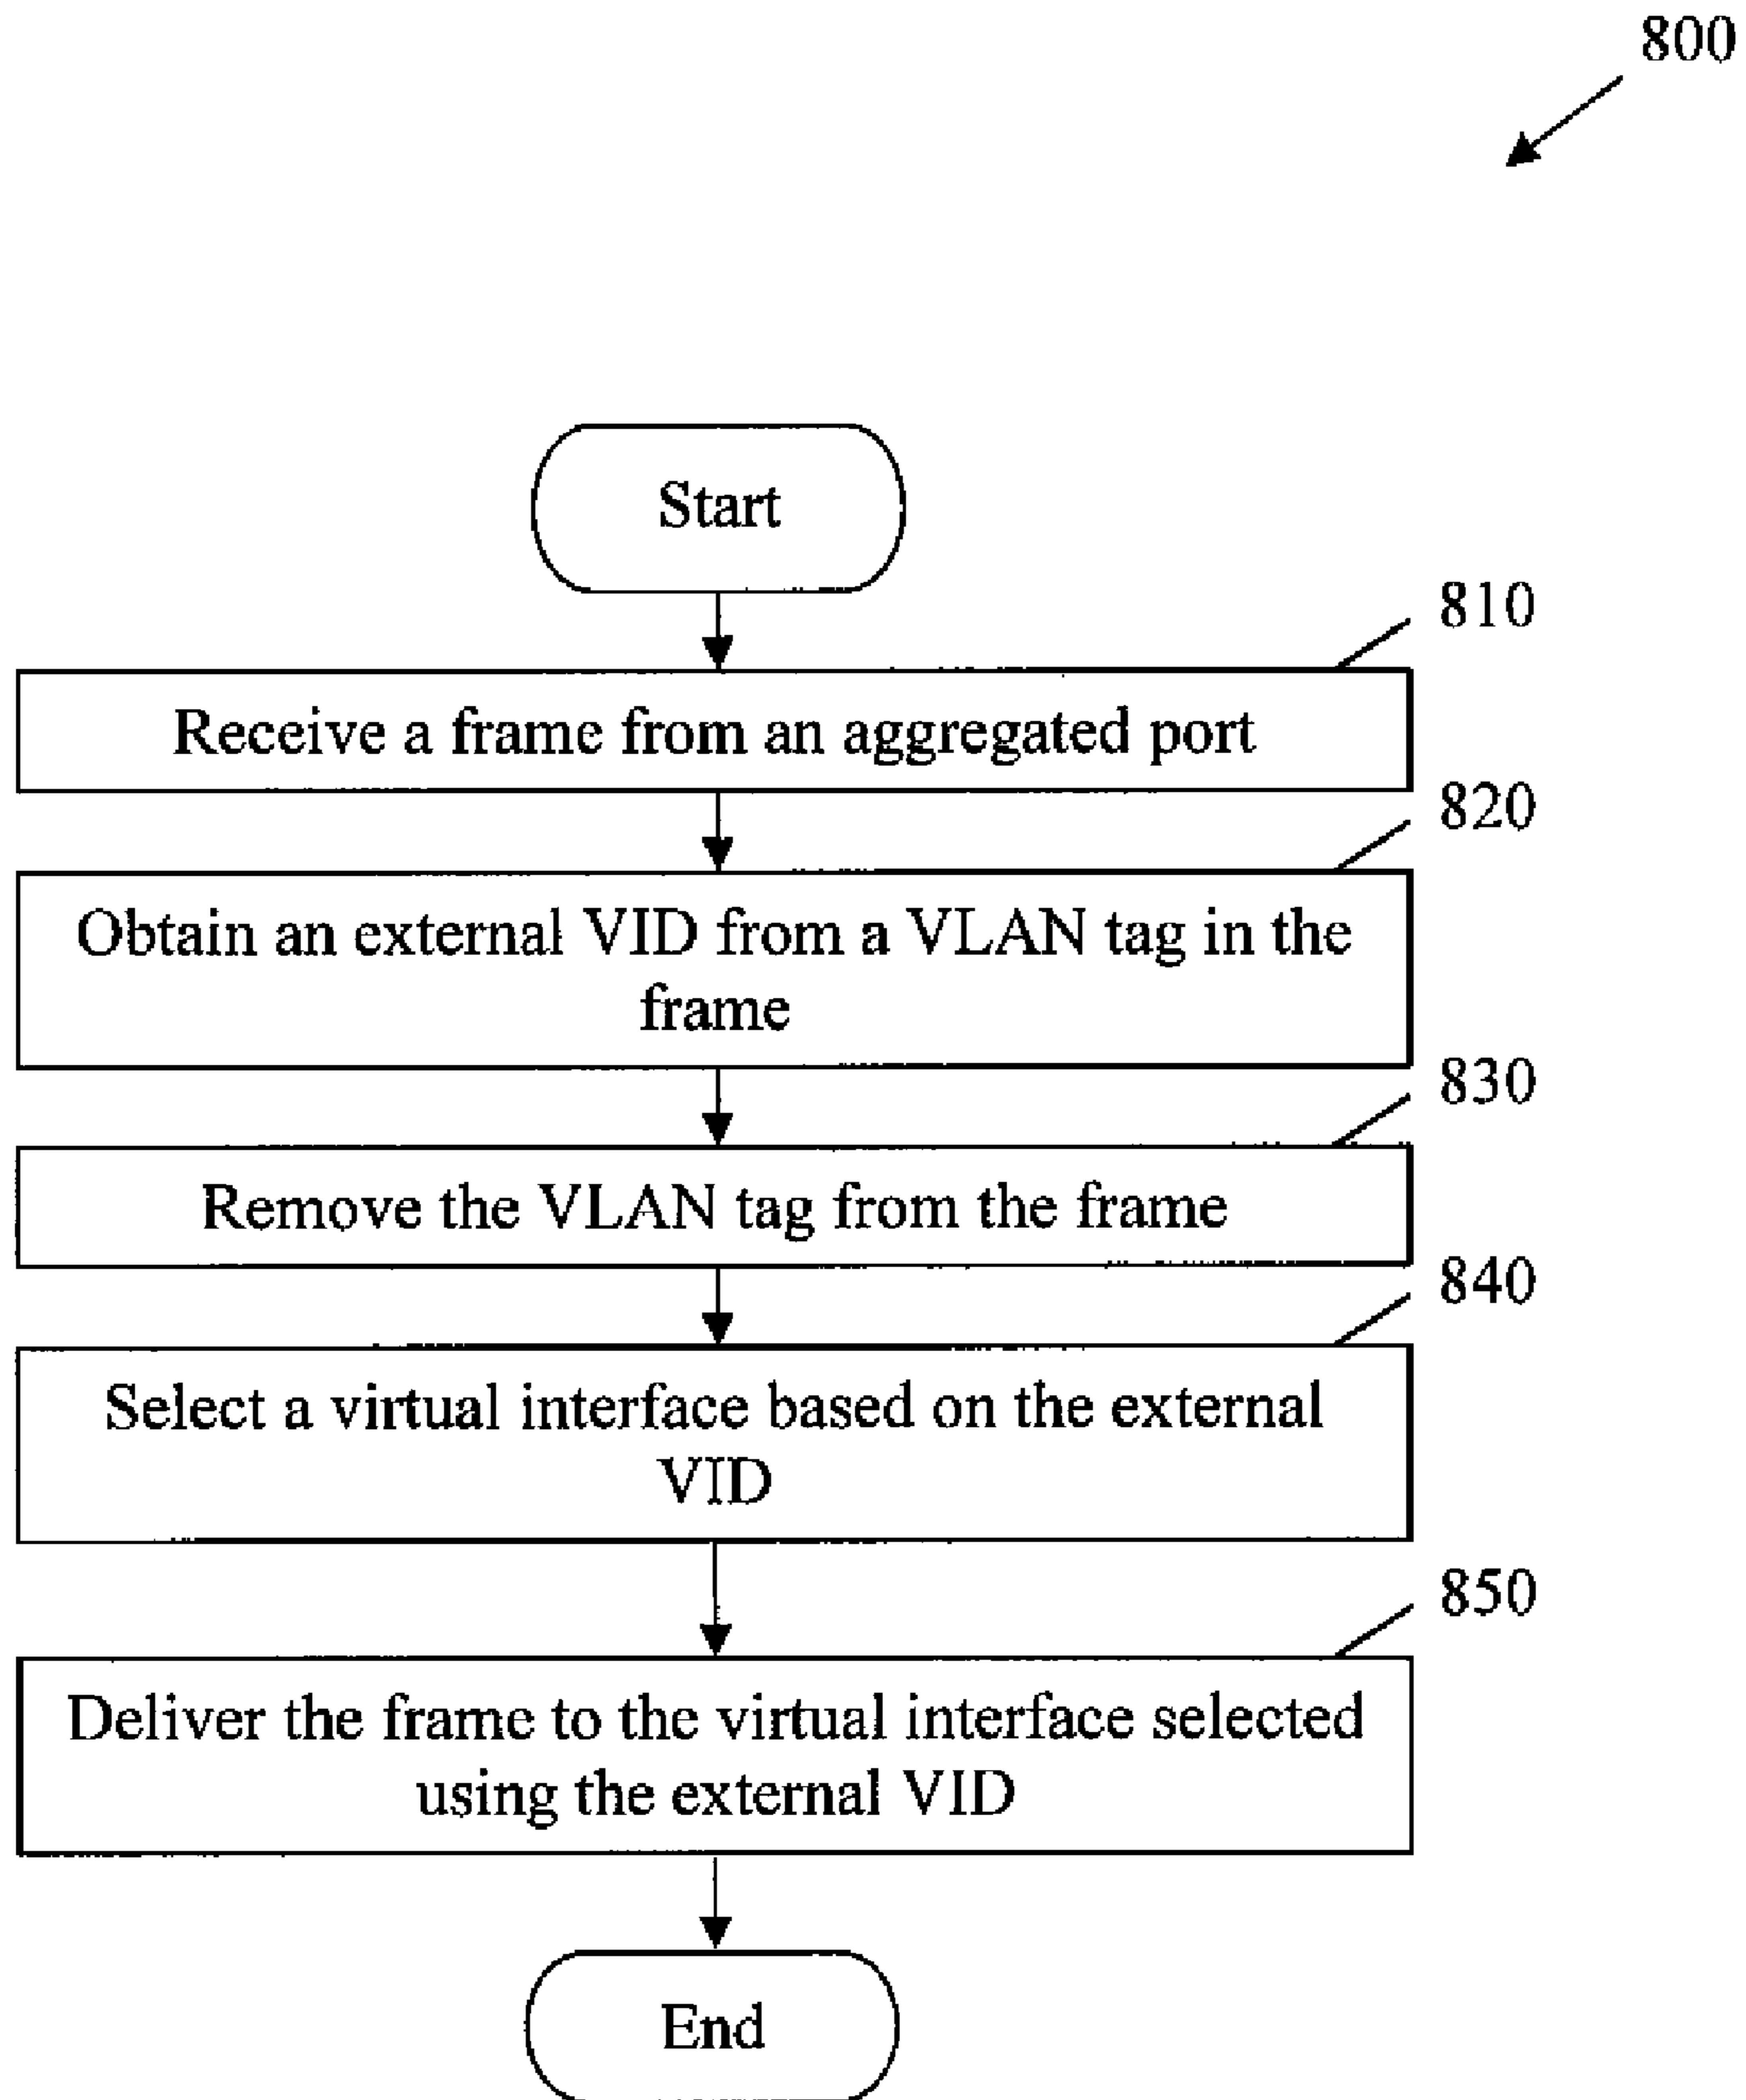 800
Start
810
Receive a frame from an aggregated port
820
Obtain an external VID from a VLAN tag in the
frame
830
Remove the VLAN tag from the frame
840
Select a virtual interface based on the external
VID
850
Deliver the frame to the virtual interface selected
using the external VID
End